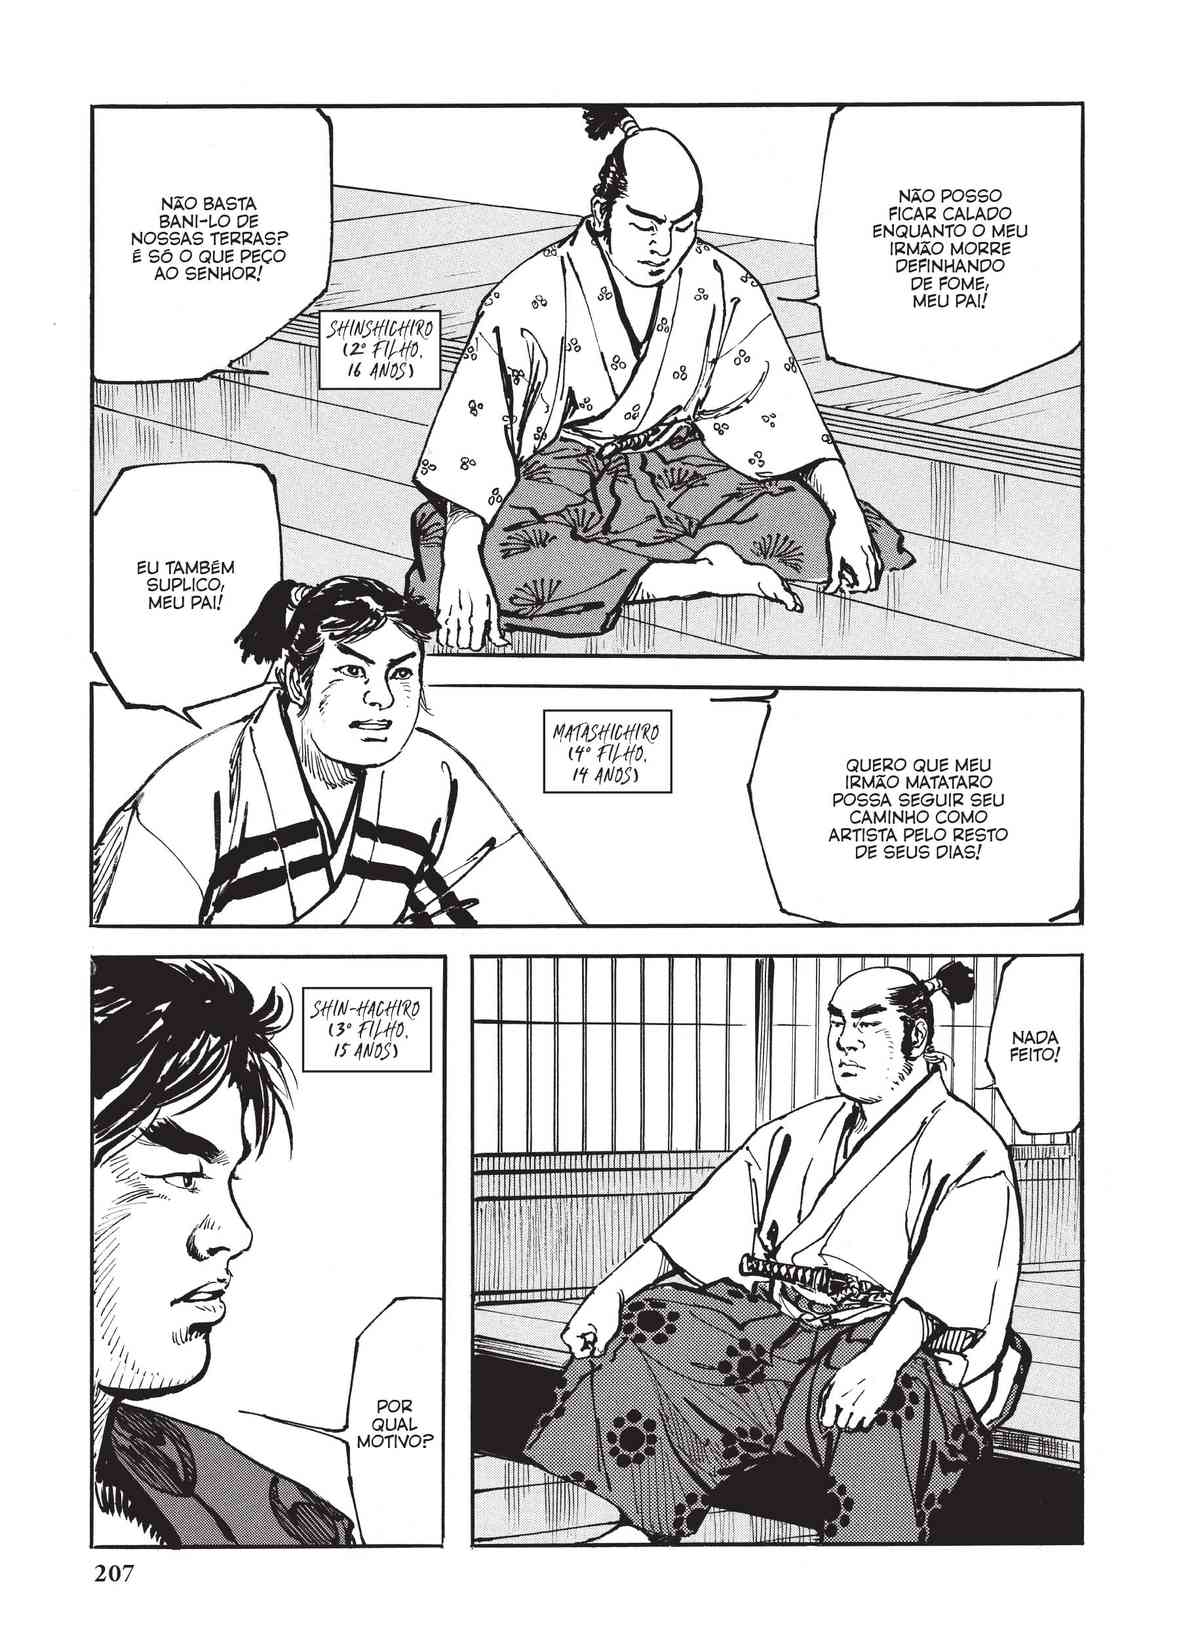 NÃO POSSO
FICAR CALADO
ENQUANTO O MEU
IRMÃO MORRE
DEFINHANDO
DE FOME,
MEU PAI!
NÃO BASTA
BANI-LO DE
NOSSAS TERRAS?
É SÓ O QUE PEÇO
AO SENHOR!
SHINSHICHIRO
(2º FILHO,
16 ANOS)
EU TAMBÉM
SUPLICO,
MEU PAI!
MATASHICHIRO
(4º FILHO,
14 ANOS)
QUERO QUE MEU
IRMÃO MATATARO
POSSA SEGUIR SEU
CAMINHO COMO
ARTISTA PELO RESTO
DE SEUS DIAS!
NADA
FEITO!
SHIN-HACHIRO
(3º FILHO,
15 ANOS)
POR
QUAL
MOTIVO?
207